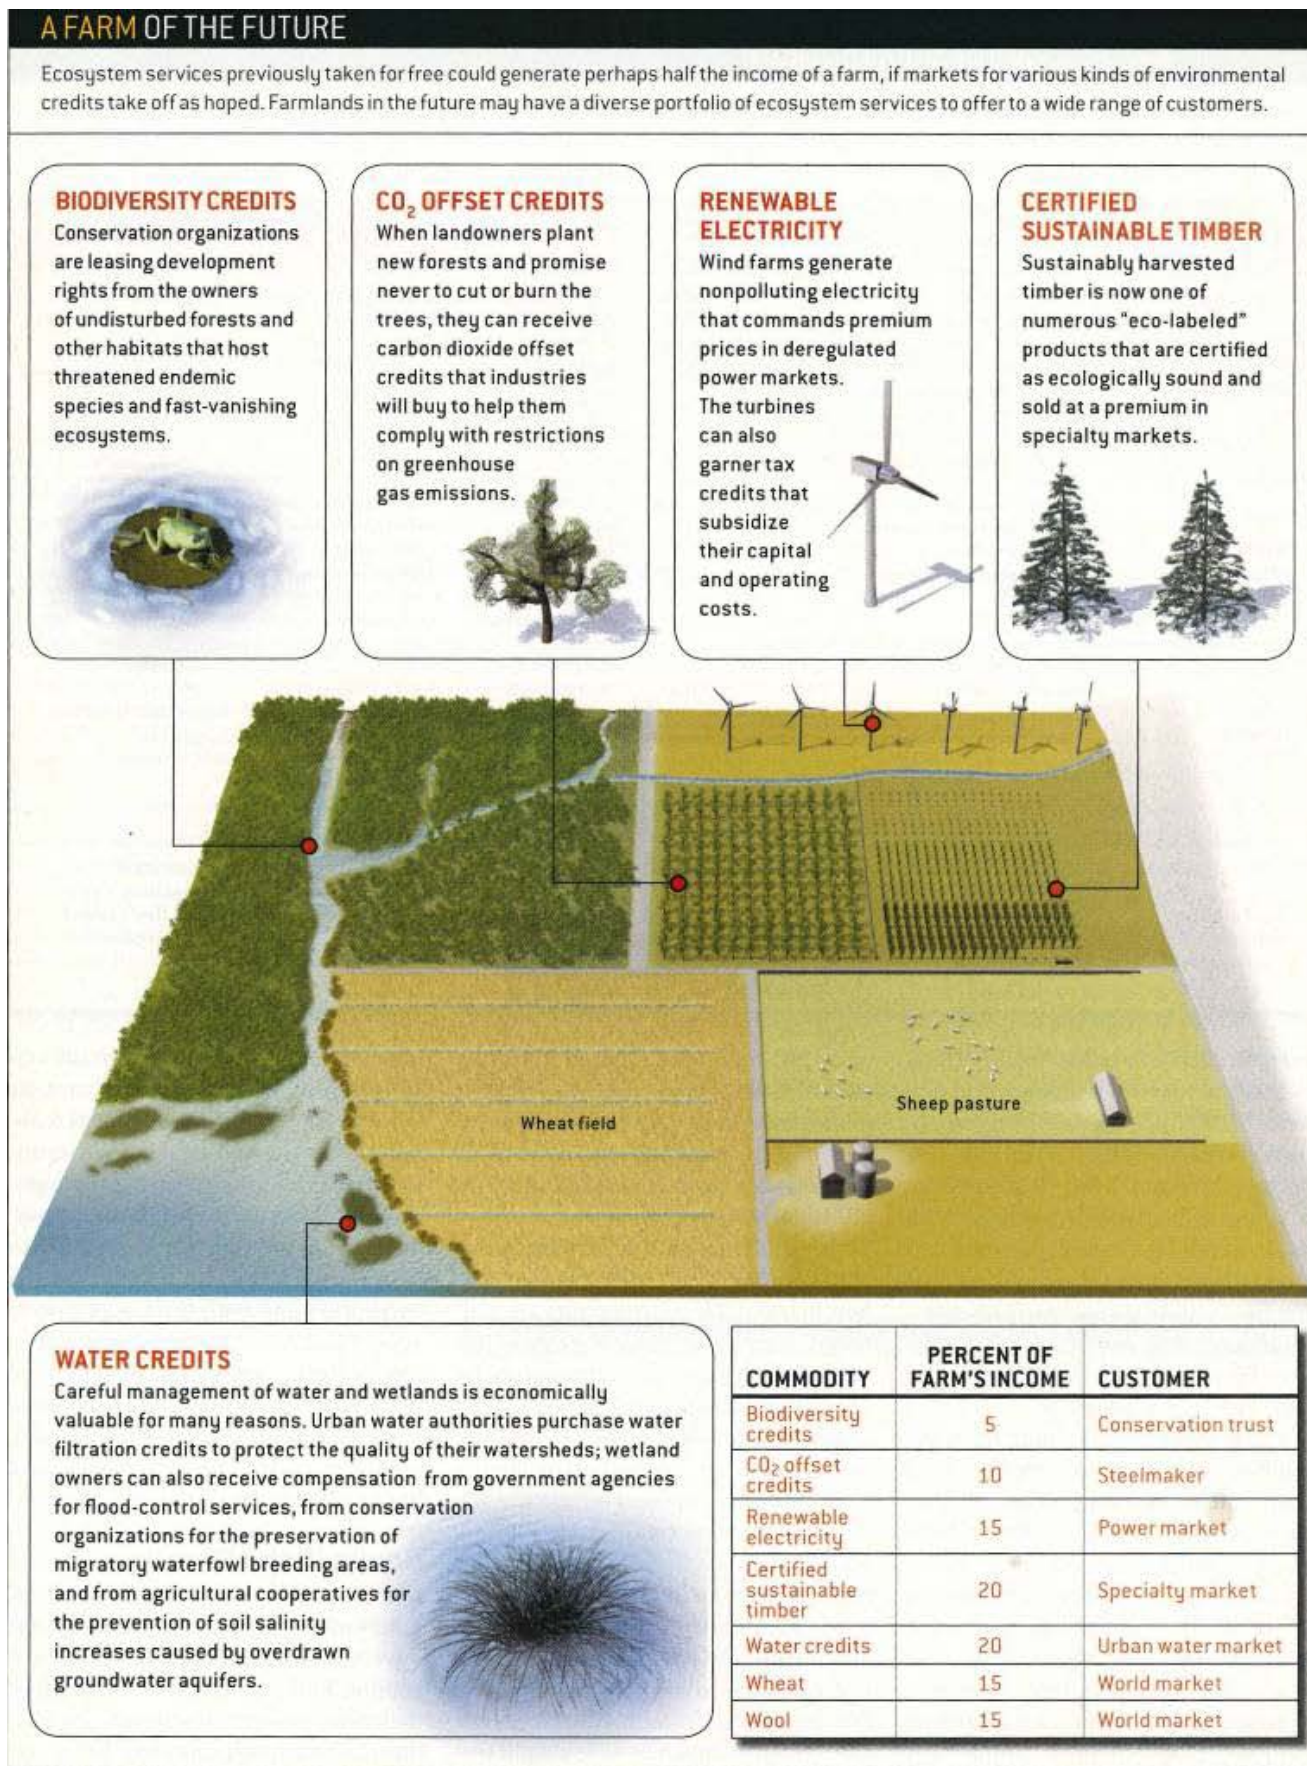 A FARM OF THE FUTURE
Ecosystem services previously taken for free could generate perhaps half the income of a farm, if markets for various kinds of environmental
credits take off as hoped. Farmlands in the future may have a diverse portfolio of ecosystem services to offer to a wide range of customers.
BIODIVERSITY CREDITS
Conservation organizations
are leasing development
rights from the owners
of undisturbed forests and
other habitats that host
threatened endemic
species and fast-vanishing
ecosystems.
CO₂ OFFSET CREDITS
When landowners plant
new forests and promise
never to cut or burn the
trees, they can receive
carbon dioxide offset
credits that industries
will buy to help them
comply with restrictions
on greenhouse
gas emissions.
RENEWABLE
ELECTRICITY
Wind farms generate
nonpolluting electricity
that commands premium
prices in deregulated
power markets.
The turbines
can also
garner tax
credits that
subsidize
their capital
and operating
costs.
CERTIFIED
SUSTAINABLE TIMBER
Sustainably harvested
timber is now one of
numerous "eco-labeled"
products that are certified
as ecologically sound and
sold at a premium in
specialty markets.
Wheat field
Sheep pasture
WATER CREDITS
Careful management of water and wetlands is economically
valuable for many reasons. Urban water authorities purchase water
filtration credits to protect the quality of their watersheds; wetland
owners can also receive compensation from government agencies
for flood-control services, from conservation
organizations for the preservation of
migratory waterfowl breeding areas,
and from agricultural cooperatives for
the prevention of soil salinity
increases caused by overdrawn
groundwater aquifers.
COMMODITY PERCENT OF FARM'S INCOME CUSTOMER
Biodiversity credits 5 Conservation trust
CO₂ offset credits 10 Steelmaker
Renewable electricity 15 Power market
Certified sustainable timber 20 Specialty market
Water credits 20 Urban water market
Wheat 15 World market
Wool 15 World market